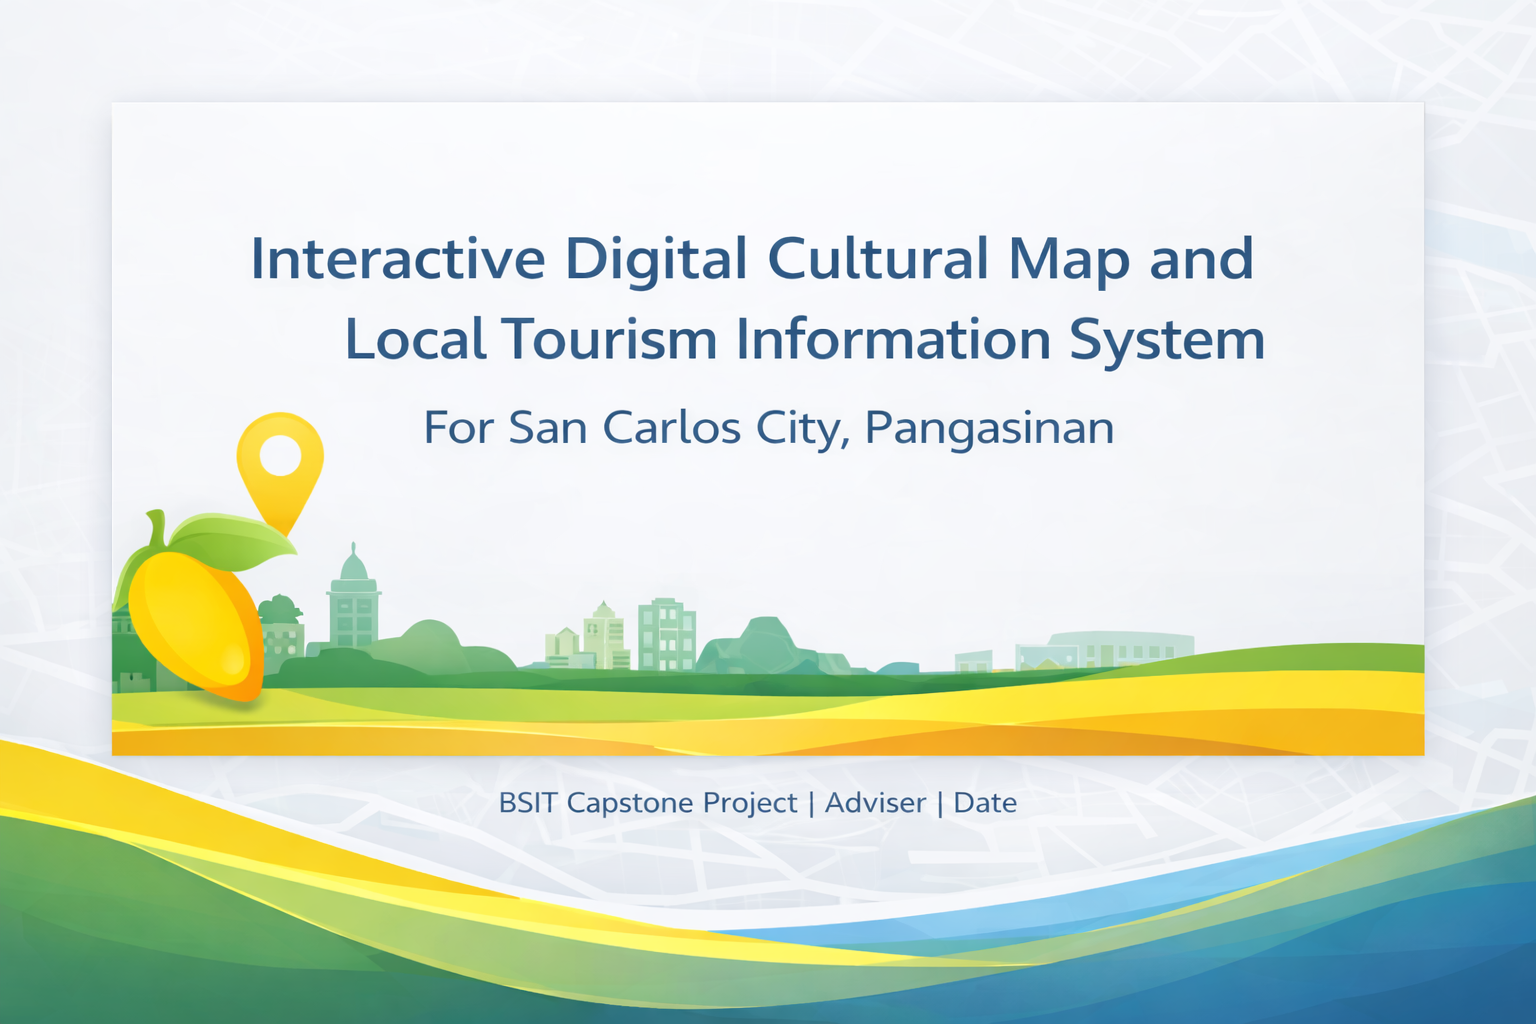 Interactive Digital Cultural Map and
Local Tourism Information System
For San Carlos City, Pangasinan
BSIT Capstone Project | Adviser | Date